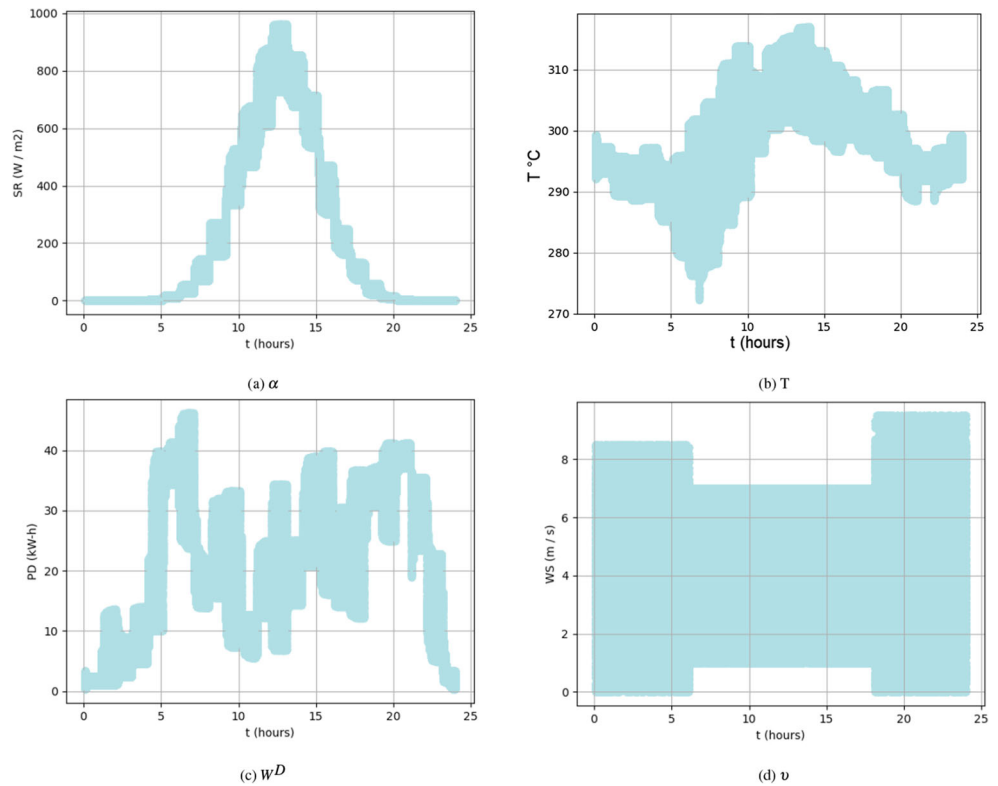 1000
800
600
400
200
0
SR (W / m2)
0 5 10 15 20 25
t (hours)
(a) α
310
300
290
280
270
T °C
0 5 10 15 20 25
t (hours)
(b) T
40
30
20
10
0
PD (kW-h)
0 5 10 15 20 25
t (hours)
(c) W^D
8
6
4
2
0
WS (m / s)
0 5 10 15 20 25
t (hours)
(d) υ